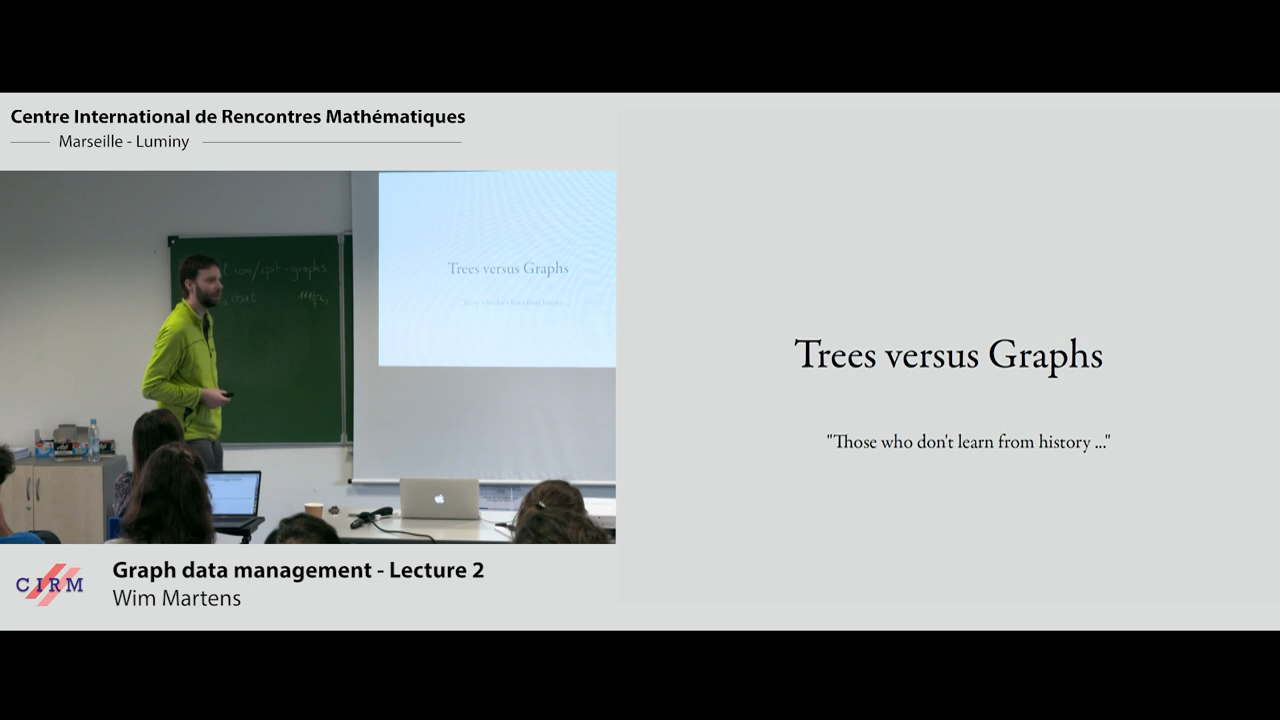 Centre International de Rencontres Mathématiques
Marseille - Luminy
Trees versus Graphs
Trees versus Graphs
"Those who don't learn from history ..."
CIRM
Graph data management - Lecture 2
Wim Martens